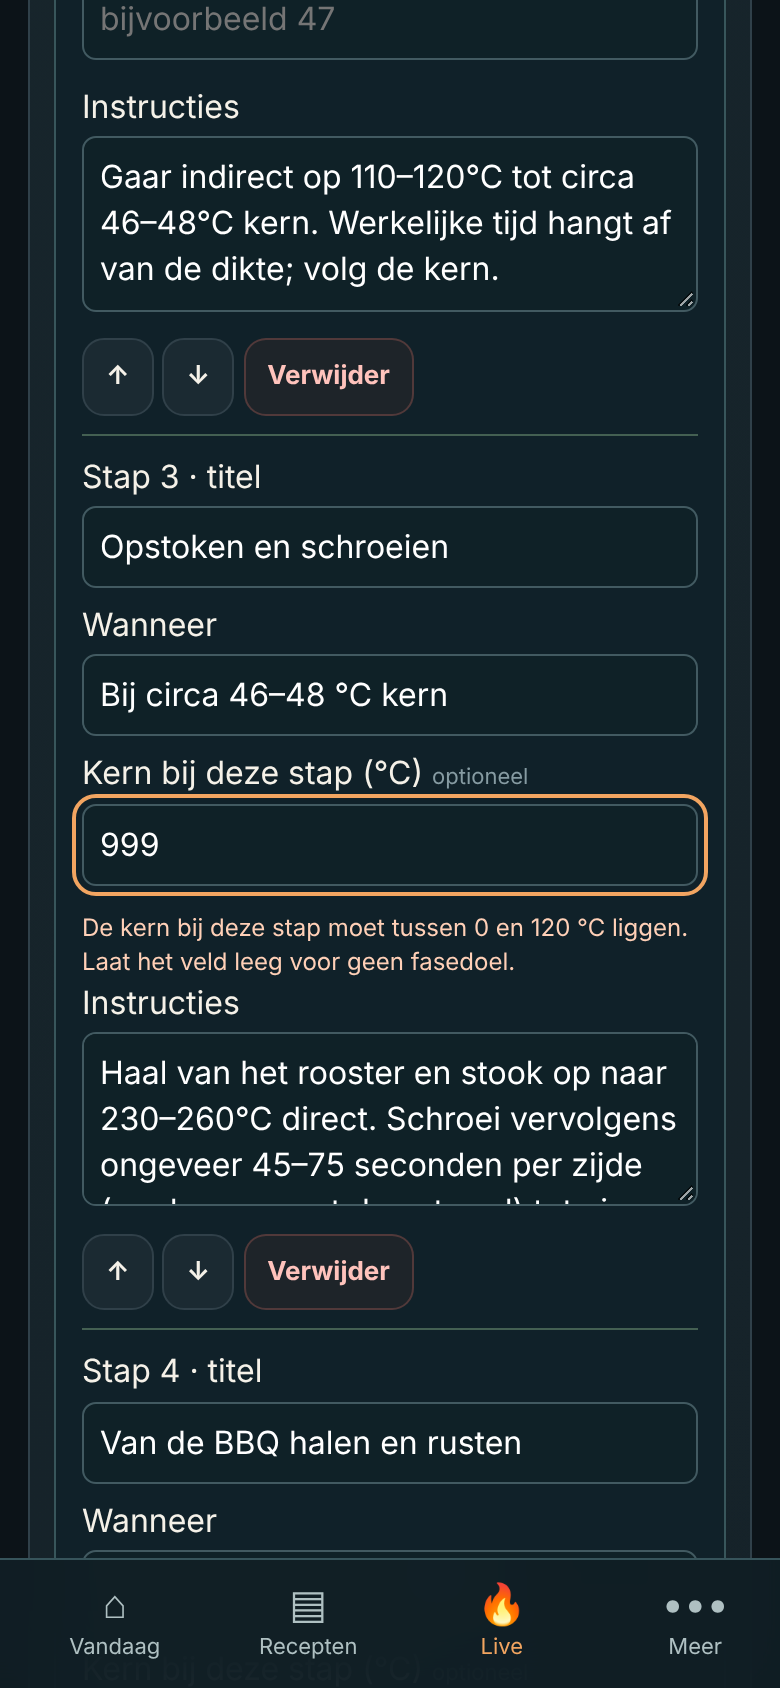 bijvoorbeeld 47
Instructies
Gaar indirect op 110–120°C tot circa
46–48°C kern. Werkelijke tijd hangt af
van de dikte; volg de kern.
↑ ↓ Verwijder
Stap 3 · titel
Opstoken en schroeien
Wanneer
Bij circa 46–48 °C kern
Kern bij deze stap (°C) optioneel
999
De kern bij deze stap moet tussen 0 en 120 °C liggen.
Laat het veld leeg voor geen fasedoel.
Instructies
Haal van het rooster en stook op naar
230–260°C direct. Schroei vervolgens
ongeveer 45–75 seconden per zijde
↑ ↓ Verwijder
Stap 4 · titel
Van de BBQ halen en rusten
Wanneer
Vandaag Recepten Live Meer
Kern bij deze stap (°C) optioneel